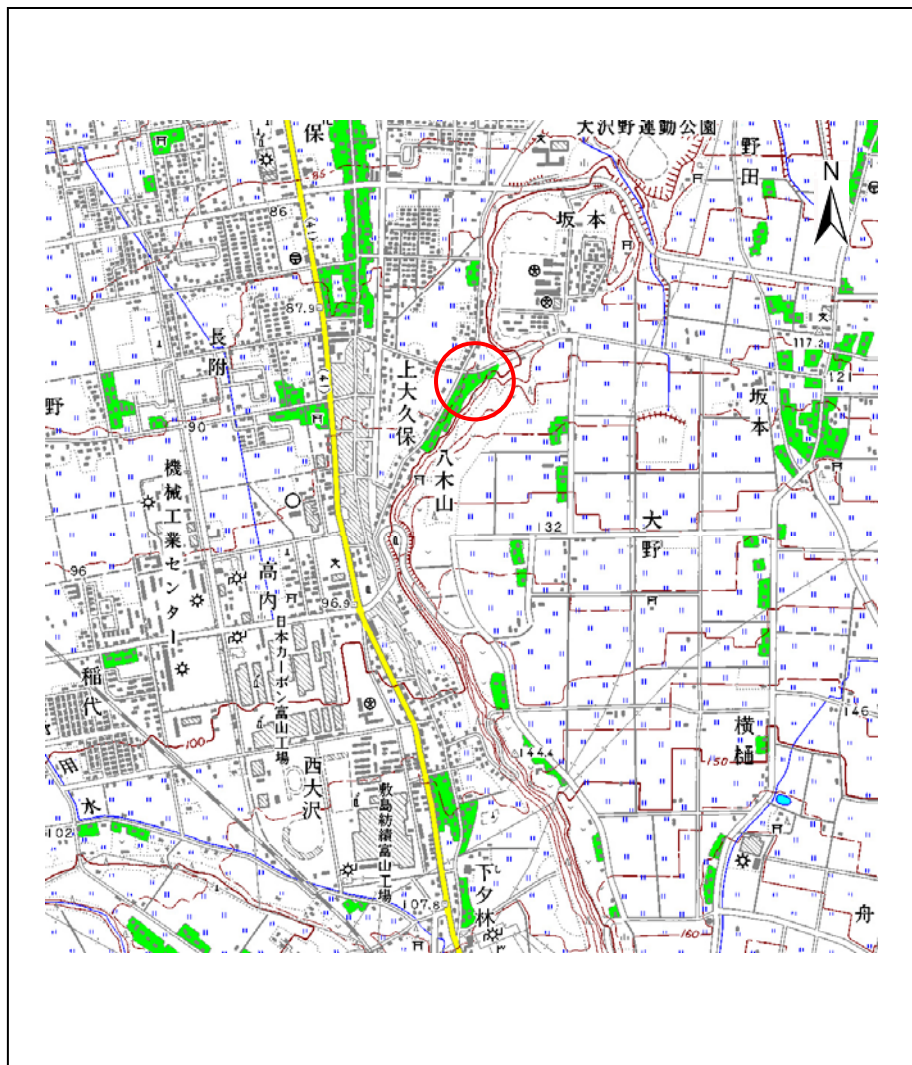 保
大沢野運動公園
野田
N
85
86
坂本
(41)
87.9
長附
上大久保
117.2
121
野
坂本
90
八木山
機械工業センター
132
大野
96
高内
96.9
日本カーボン富山工場
稲代
146
横樋
100
144.4
150
西大沢
用水
敷島紡績富山工場
102
下夕林
107.8
舟
160